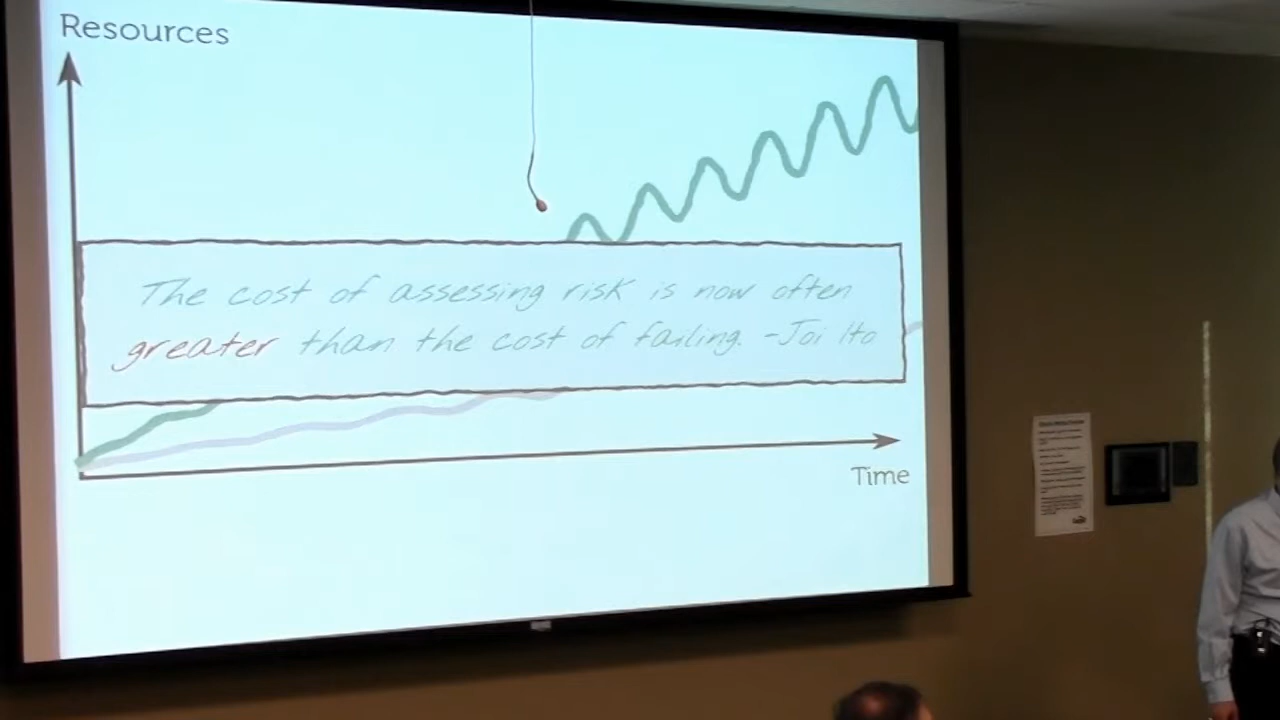 Resources
The cost of assessing risk is now often
greater than the cost of failing. -Joi Ito
Time